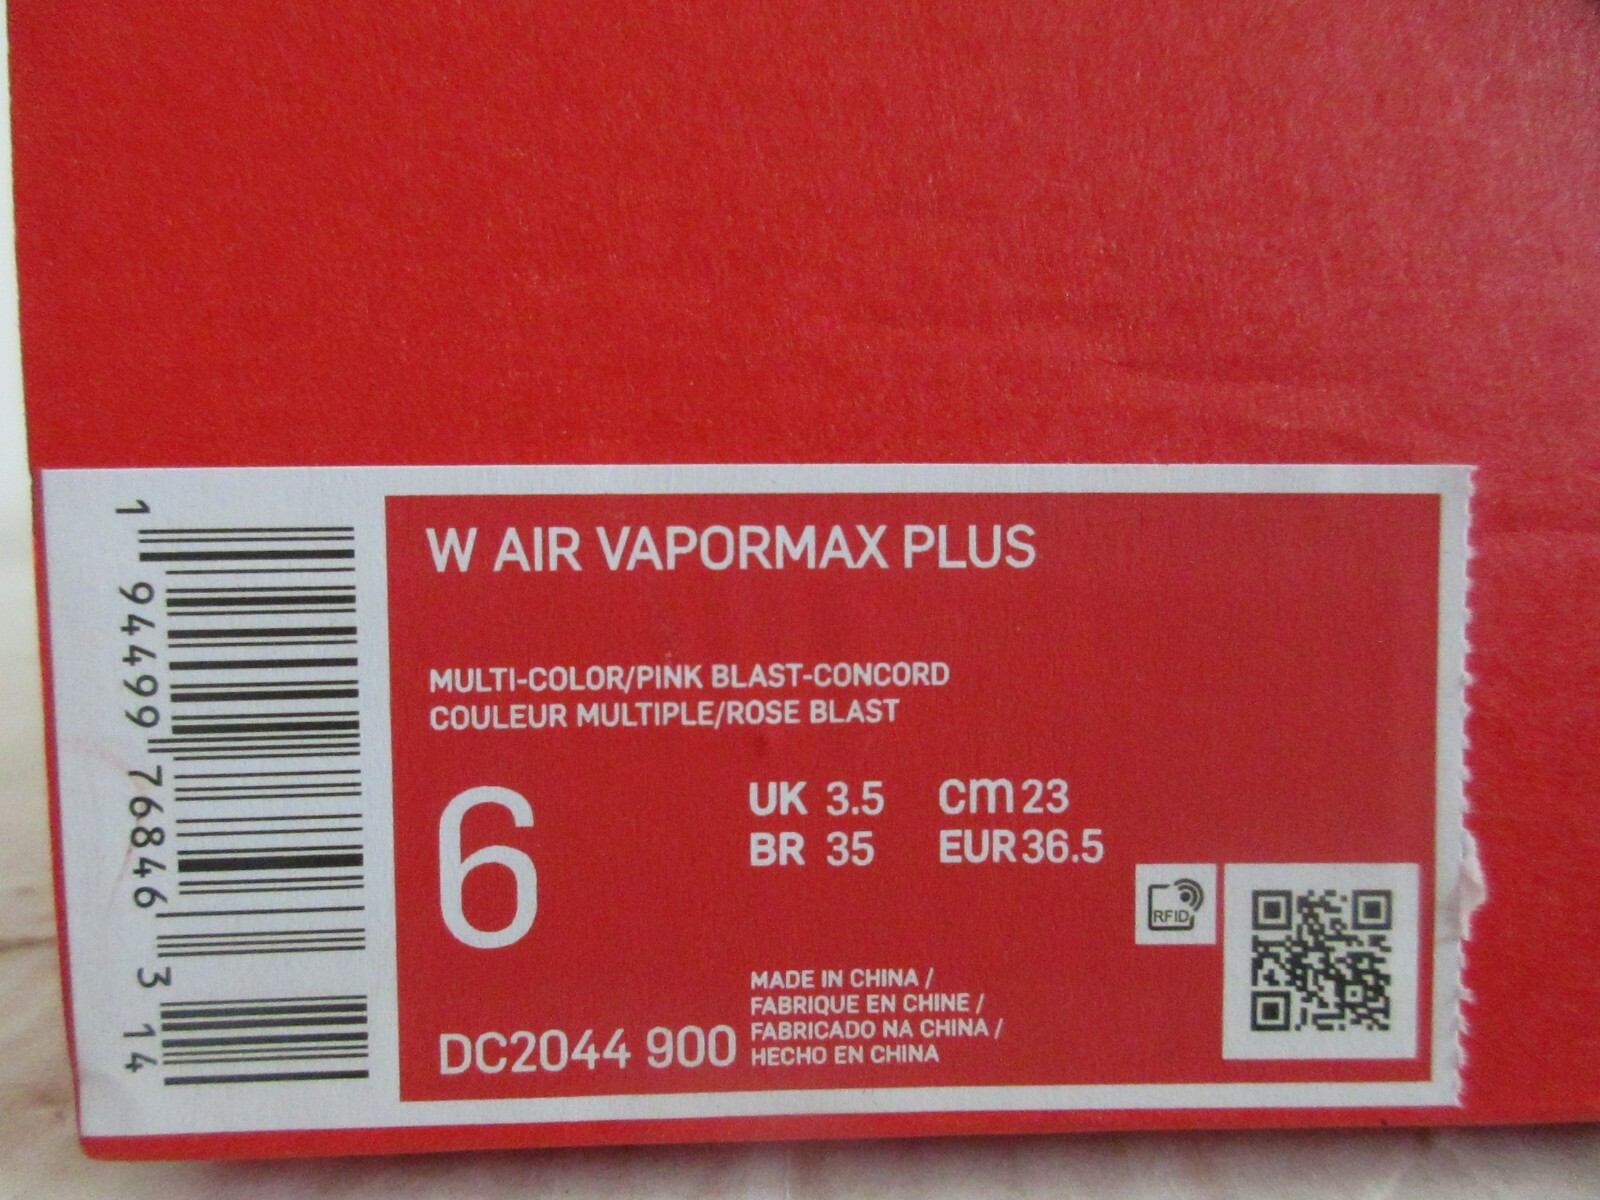 W AIR VAPORMAX PLUS
MULTI-COLOR/PINK BLAST-CONCORD
COULEUR MULTIPLE/ROSE BLAST
6
UK 3.5 cm 23
BR 35 EUR 36.5
RFID
DC2044 900
MADE IN CHINA /
FABRIQUE EN CHINE /
FABRICADO NA CHINA /
HECHO EN CHINA
1 94499 76846 3 14